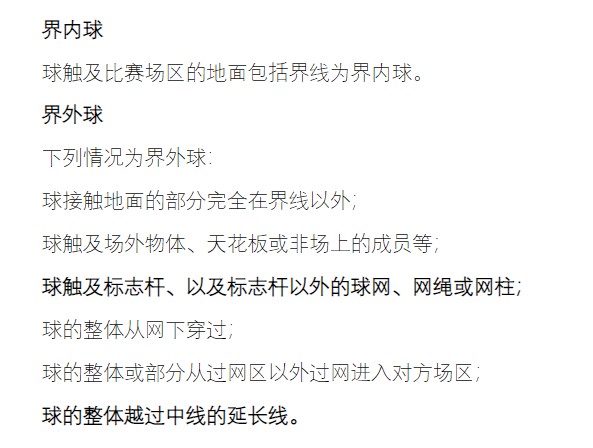 界内球
球触及比赛场区的地面包括界线为界内球。
界外球
下列情况为界外球:
球接触地面的部分完全在界线以外;
球触及场外物体、天花板或非场上的成员等;
球触及标志杆、以及标志杆以外的球网、网绳或网柱;
球的整体从网下穿过;
球的整体或部分从过网区以外过网进入对方场区;
球的整体越过中线的延长线。